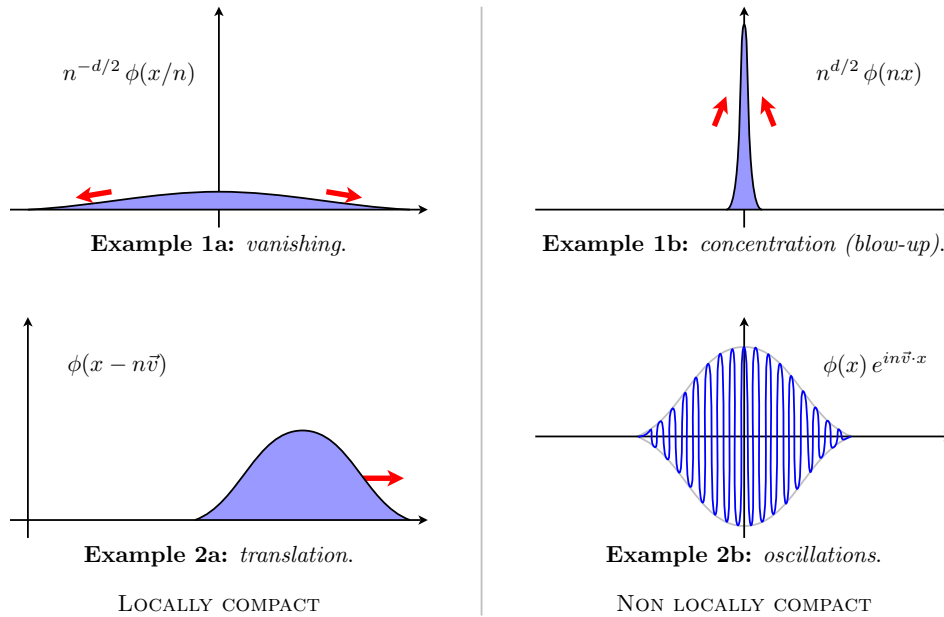 n^{-d/2} ϕ(x/n)
n^{d/2} ϕ(nx)
Example 1a: vanishing.
Example 1b: concentration (blow-up).
ϕ(x − nv⃗)
ϕ(x) e^{inv⃗·x}
Example 2a: translation.
Example 2b: oscillations.
Locally compact
Non locally compact